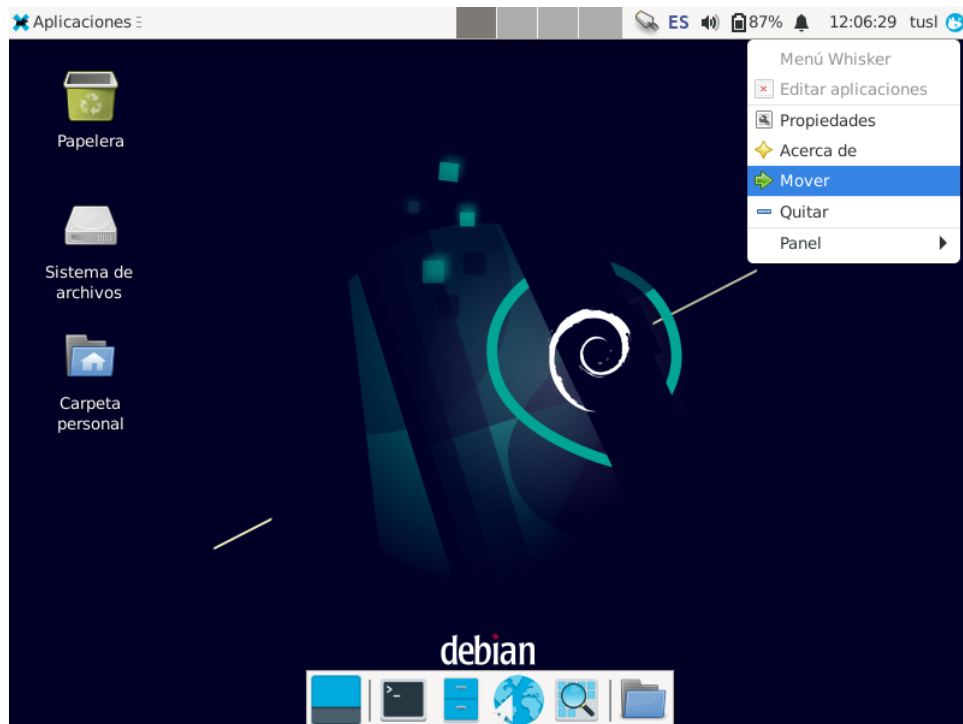 Aplicaciones
ES
87%
12:06:29
tusl
Menú Whisker
Editar aplicaciones
Propiedades
Acerca de
Mover
Quitar
Panel
Papelera
Sistema de
archivos
Carpeta
personal
debian
>_